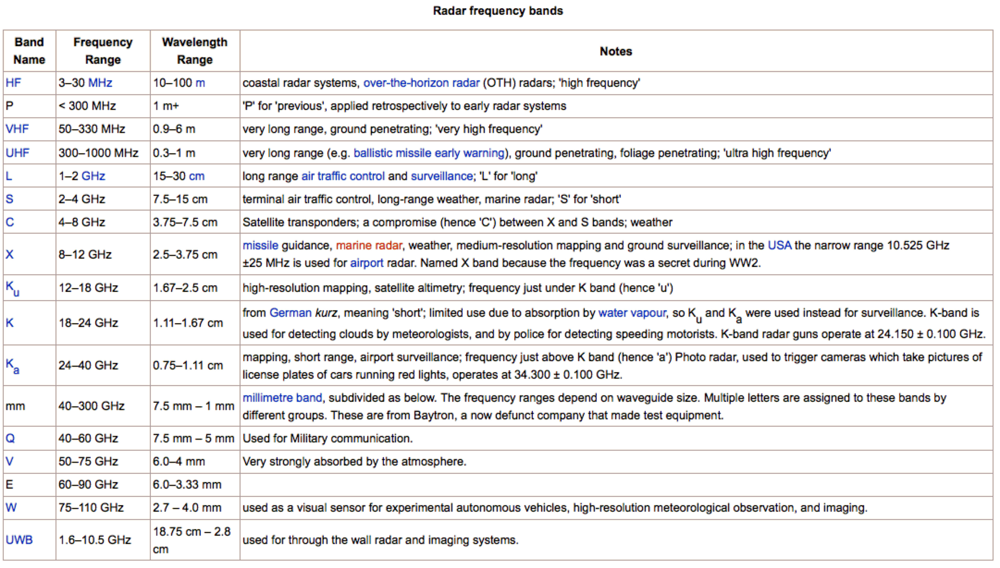 Radar frequency bands
Band Name	Frequency Range	Wavelength Range	Notes
HF	3–30 MHz	10–100 m	coastal radar systems, over-the-horizon radar (OTH) radars; 'high frequency'
P	< 300 MHz	1 m+	'P' for 'previous', applied retrospectively to early radar systems
VHF	50–330 MHz	0.9–6 m	very long range, ground penetrating; 'very high frequency'
UHF	300–1000 MHz	0.3–1 m	very long range (e.g. ballistic missile early warning), ground penetrating, foliage penetrating; 'ultra high frequency'
L	1–2 GHz	15–30 cm	long range air traffic control and surveillance; 'L' for 'long'
S	2–4 GHz	7.5–15 cm	terminal air traffic control, long-range weather, marine radar; 'S' for 'short'
C	4–8 GHz	3.75–7.5 cm	Satellite transponders; a compromise (hence 'C') between X and S bands; weather
X	8–12 GHz	2.5–3.75 cm	missile guidance, marine radar, weather, medium-resolution mapping and ground surveillance; in the USA the narrow range 10.525 GHz
±25 MHz is used for airport radar. Named X band because the frequency was a secret during WW2.
Ku	12–18 GHz	1.67–2.5 cm	high-resolution mapping, satellite altimetry; frequency just under K band (hence 'u')
K	18–24 GHz	1.11–1.67 cm	from German kurz, meaning 'short'; limited use due to absorption by water vapour, so Ku and Ka were used instead for surveillance. K-band is
used for detecting clouds by meteorologists, and by police for detecting speeding motorists. K-band radar guns operate at 24.150 ± 0.100 GHz.
Ka	24–40 GHz	0.75–1.11 cm	mapping, short range, airport surveillance; frequency just above K band (hence 'a') Photo radar, used to trigger cameras which take pictures of
license plates of cars running red lights, operates at 34.300 ± 0.100 GHz.
mm	40–300 GHz	7.5 mm – 1 mm	millimetre band, subdivided as below. The frequency ranges depend on waveguide size. Multiple letters are assigned to these bands by
different groups. These are from Baytron, a now defunct company that made test equipment.
Q	40–60 GHz	7.5 mm – 5 mm	Used for Military communication.
V	50–75 GHz	6.0–4 mm	Very strongly absorbed by the atmosphere.
E	60–90 GHz	6.0–3.33 mm
W	75–110 GHz	2.7 – 4.0 mm	used as a visual sensor for experimental autonomous vehicles, high-resolution meteorological observation, and imaging.
UWB	1.6–10.5 GHz	18.75 cm – 2.8 cm	used for through the wall radar and imaging systems.